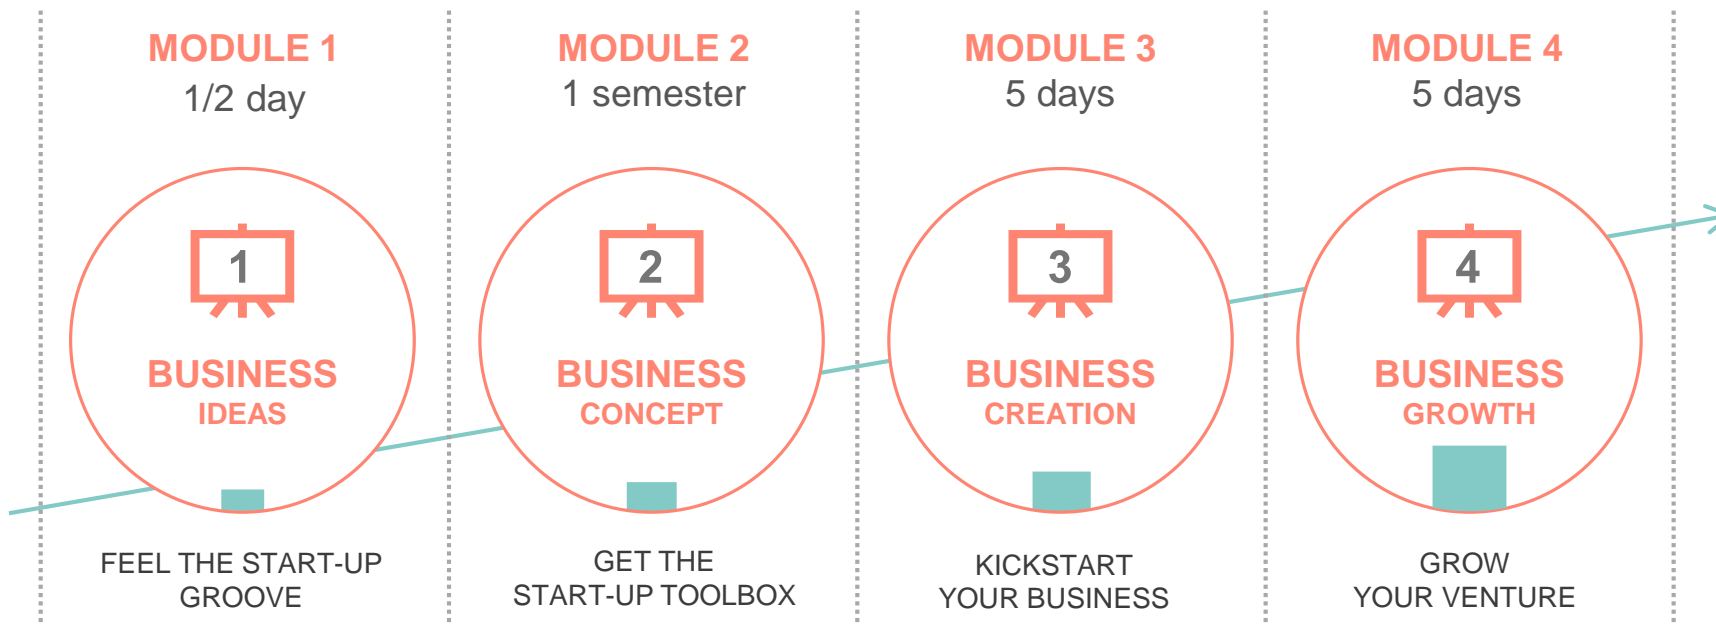 MODULE 1
1/2 day
1
BUSINESS
IDEAS
FEEL THE START-UP
GROOVE
MODULE 2
1 semester
2
BUSINESS
CONCEPT
GET THE
START-UP TOOLBOX
MODULE 3
5 days
3
BUSINESS
CREATION
KICKSTART
YOUR BUSINESS
MODULE 4
5 days
4
BUSINESS
GROWTH
GROW
YOUR VENTURE